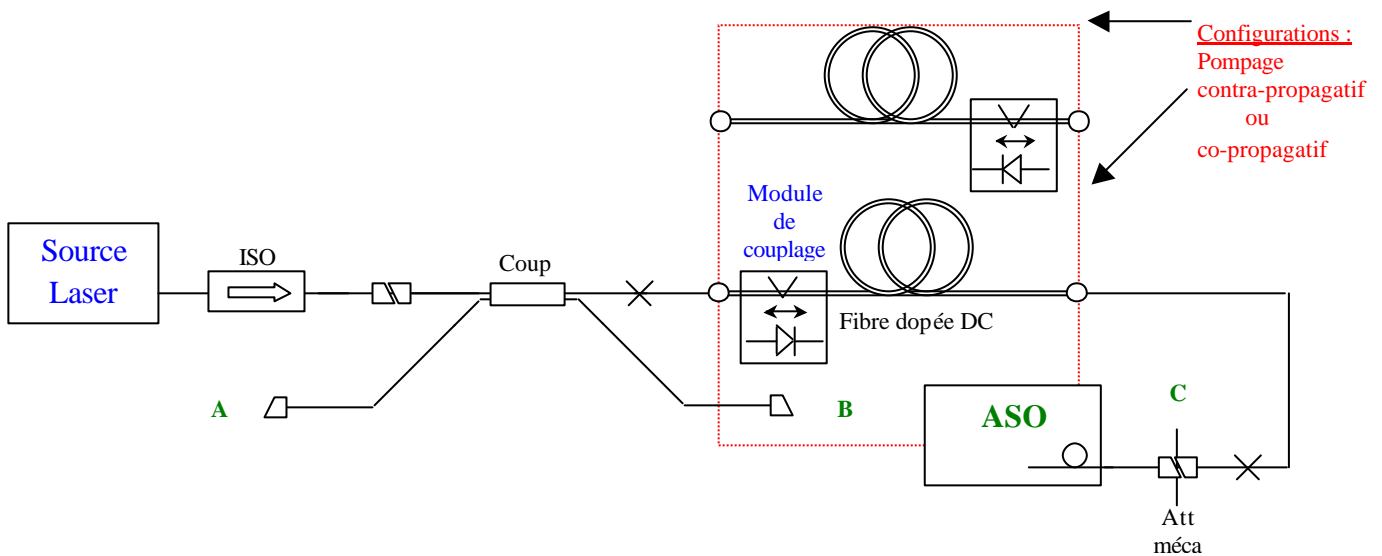 Configurations :
Pompage
contra-propagatif
ou
co-propagatif
Module
de
couplage
Source
Laser
ISO
Coup
Fibre dopée DC
A
B
C
ASO
Att
méca